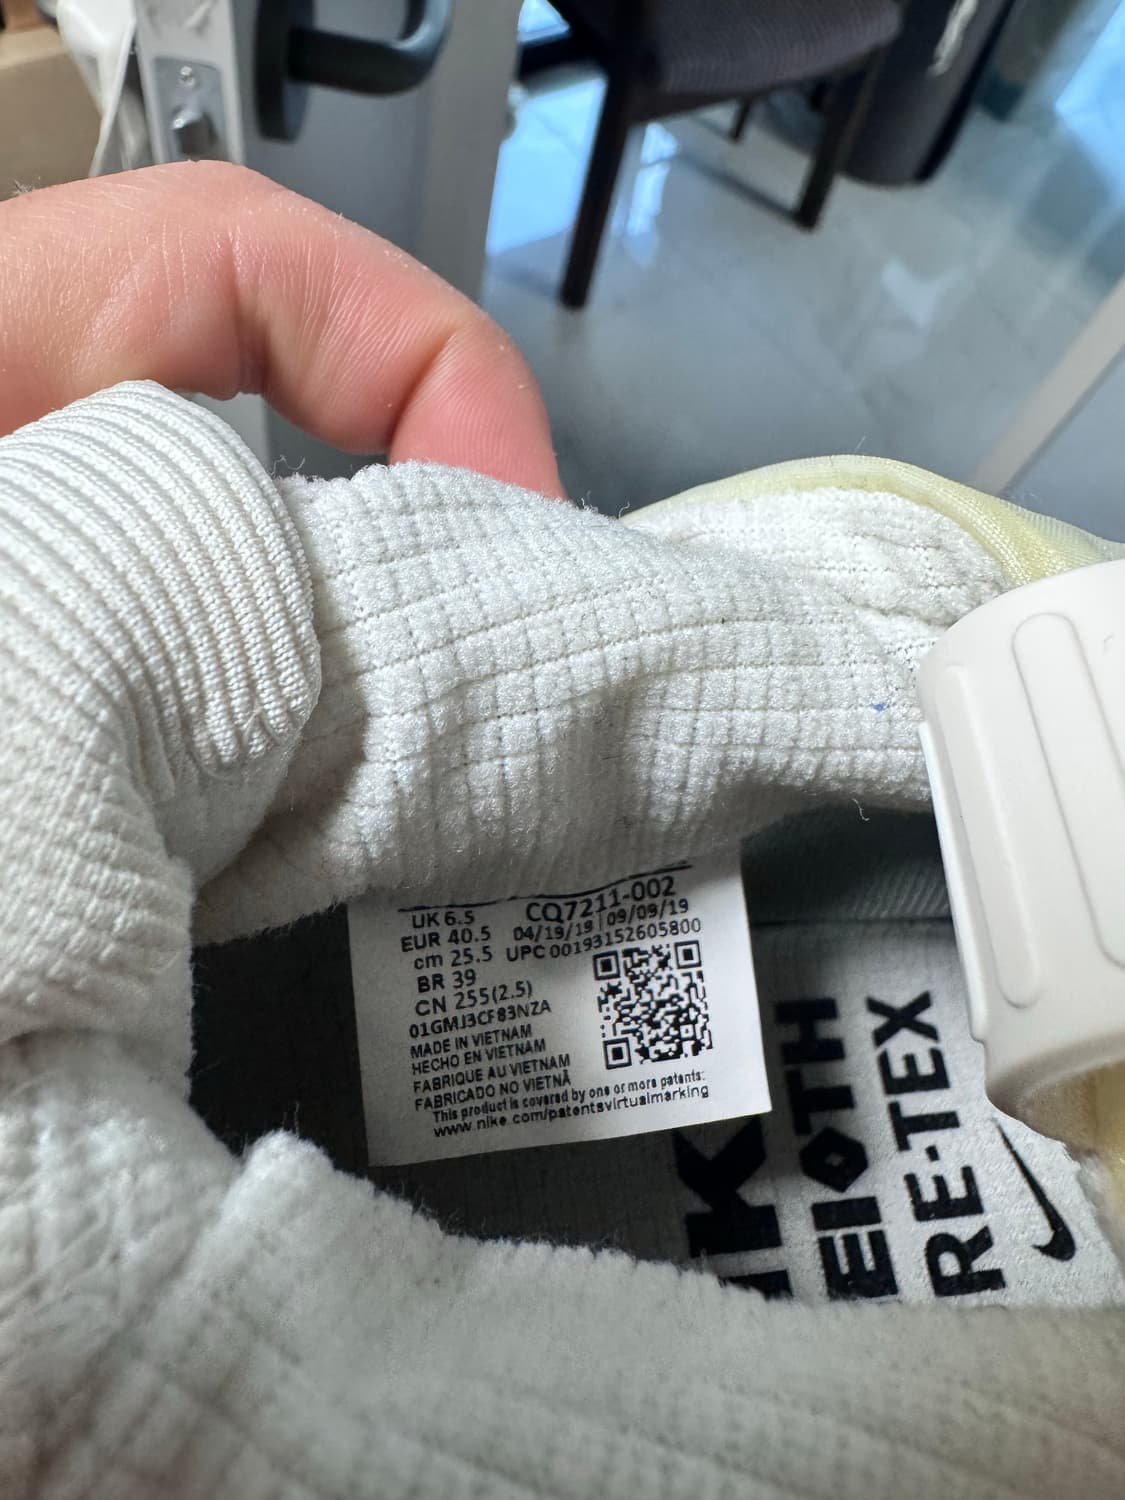 UK 6.5 CQ7211-002
EUR 40.5 04/19/19 | 09/09/19
cm 25.5 UPC 00193152605800
BR 39
CN 255(2.5)
01GMJ3CF83NZA
MADE IN VIETNAM
HECHO EN VIETNAM
FABRIQUE AU VIETNAM
FABRICADO NO VIETNÃ
This product is covered by one or more patents:
www.nike.com/patentsvirtualmarking